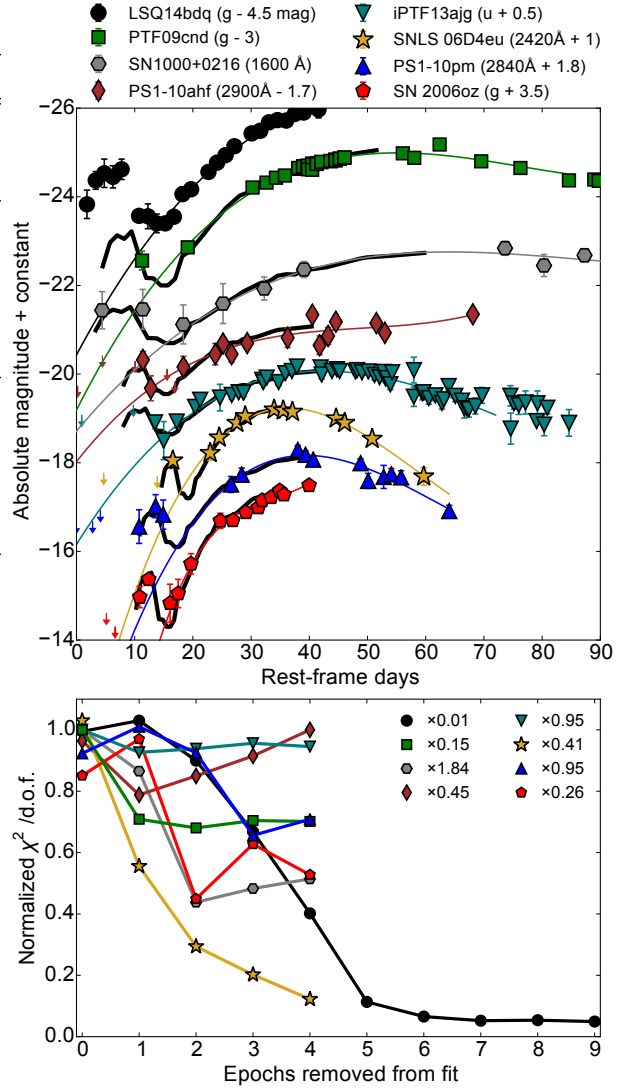 LSQ14bdq (g - 4.5 mag)
PTF09cnd (g - 3)
SN1000+0216 (1600 Å)
PS1-10ahf (2900Å - 1.7)
iPTF13ajg (u + 0.5)
SNLS 06D4eu (2420Å + 1)
PS1-10pm (2840Å + 1.8)
SN 2006oz (g + 3.5)
−26
−24
−22
−20
−18
−16
−14
Absolute magnitude + constant
0 10 20 30 40 50 60 70 80 90
Rest-frame days
1.0
0.8
0.6
0.4
0.2
0.0
Normalized χ² /d.o.f.
×0.01
×0.15
×1.84
×0.45
×0.95
×0.41
×0.95
×0.26
0 1 2 3 4 5 6 7 8 9
Epochs removed from fit